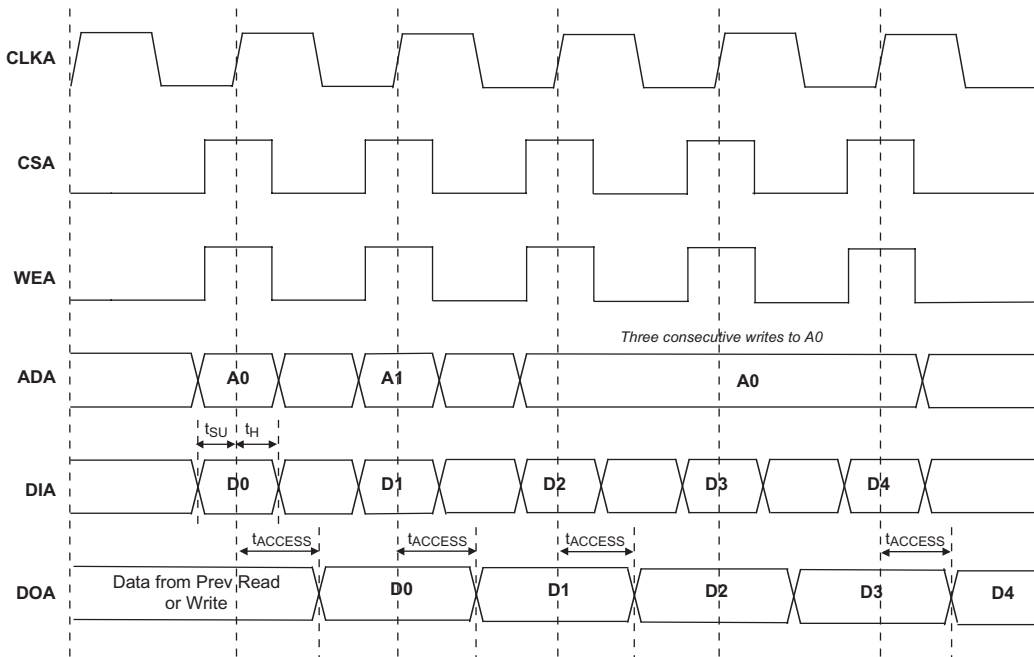 CLKA
CSA
WEA
Three consecutive writes to A0
ADA
A0
A1
A0
tSU
tH
DIA
D0
D1
D2
D3
D4
tACCESS
tACCESS
tACCESS
tACCESS
DOA
Data from Prev Read
or Write
D0
D1
D2
D3
D4